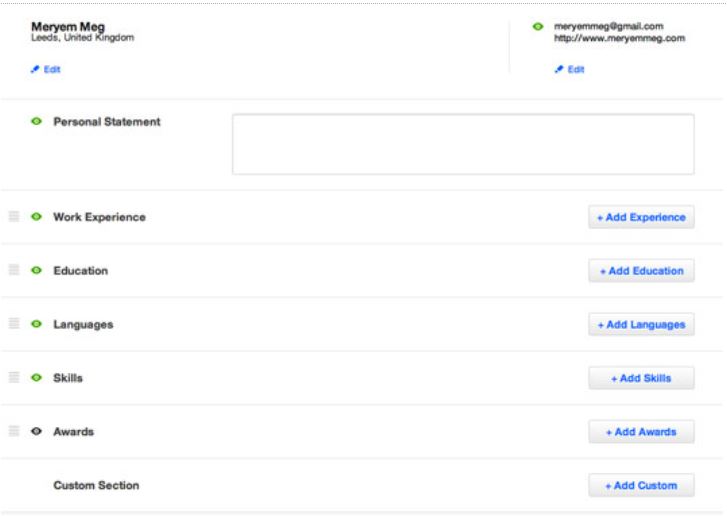 Meryem Meg
Leeds, United Kingdom
Edit
meryemmeg@gmail.com
http://www.meryemmeg.com
Edit
Personal Statement
Work Experience
+ Add Experience
Education
+ Add Education
Languages
+ Add Languages
Skills
+ Add Skills
Awards
+ Add Awards
Custom Section
+ Add Custom